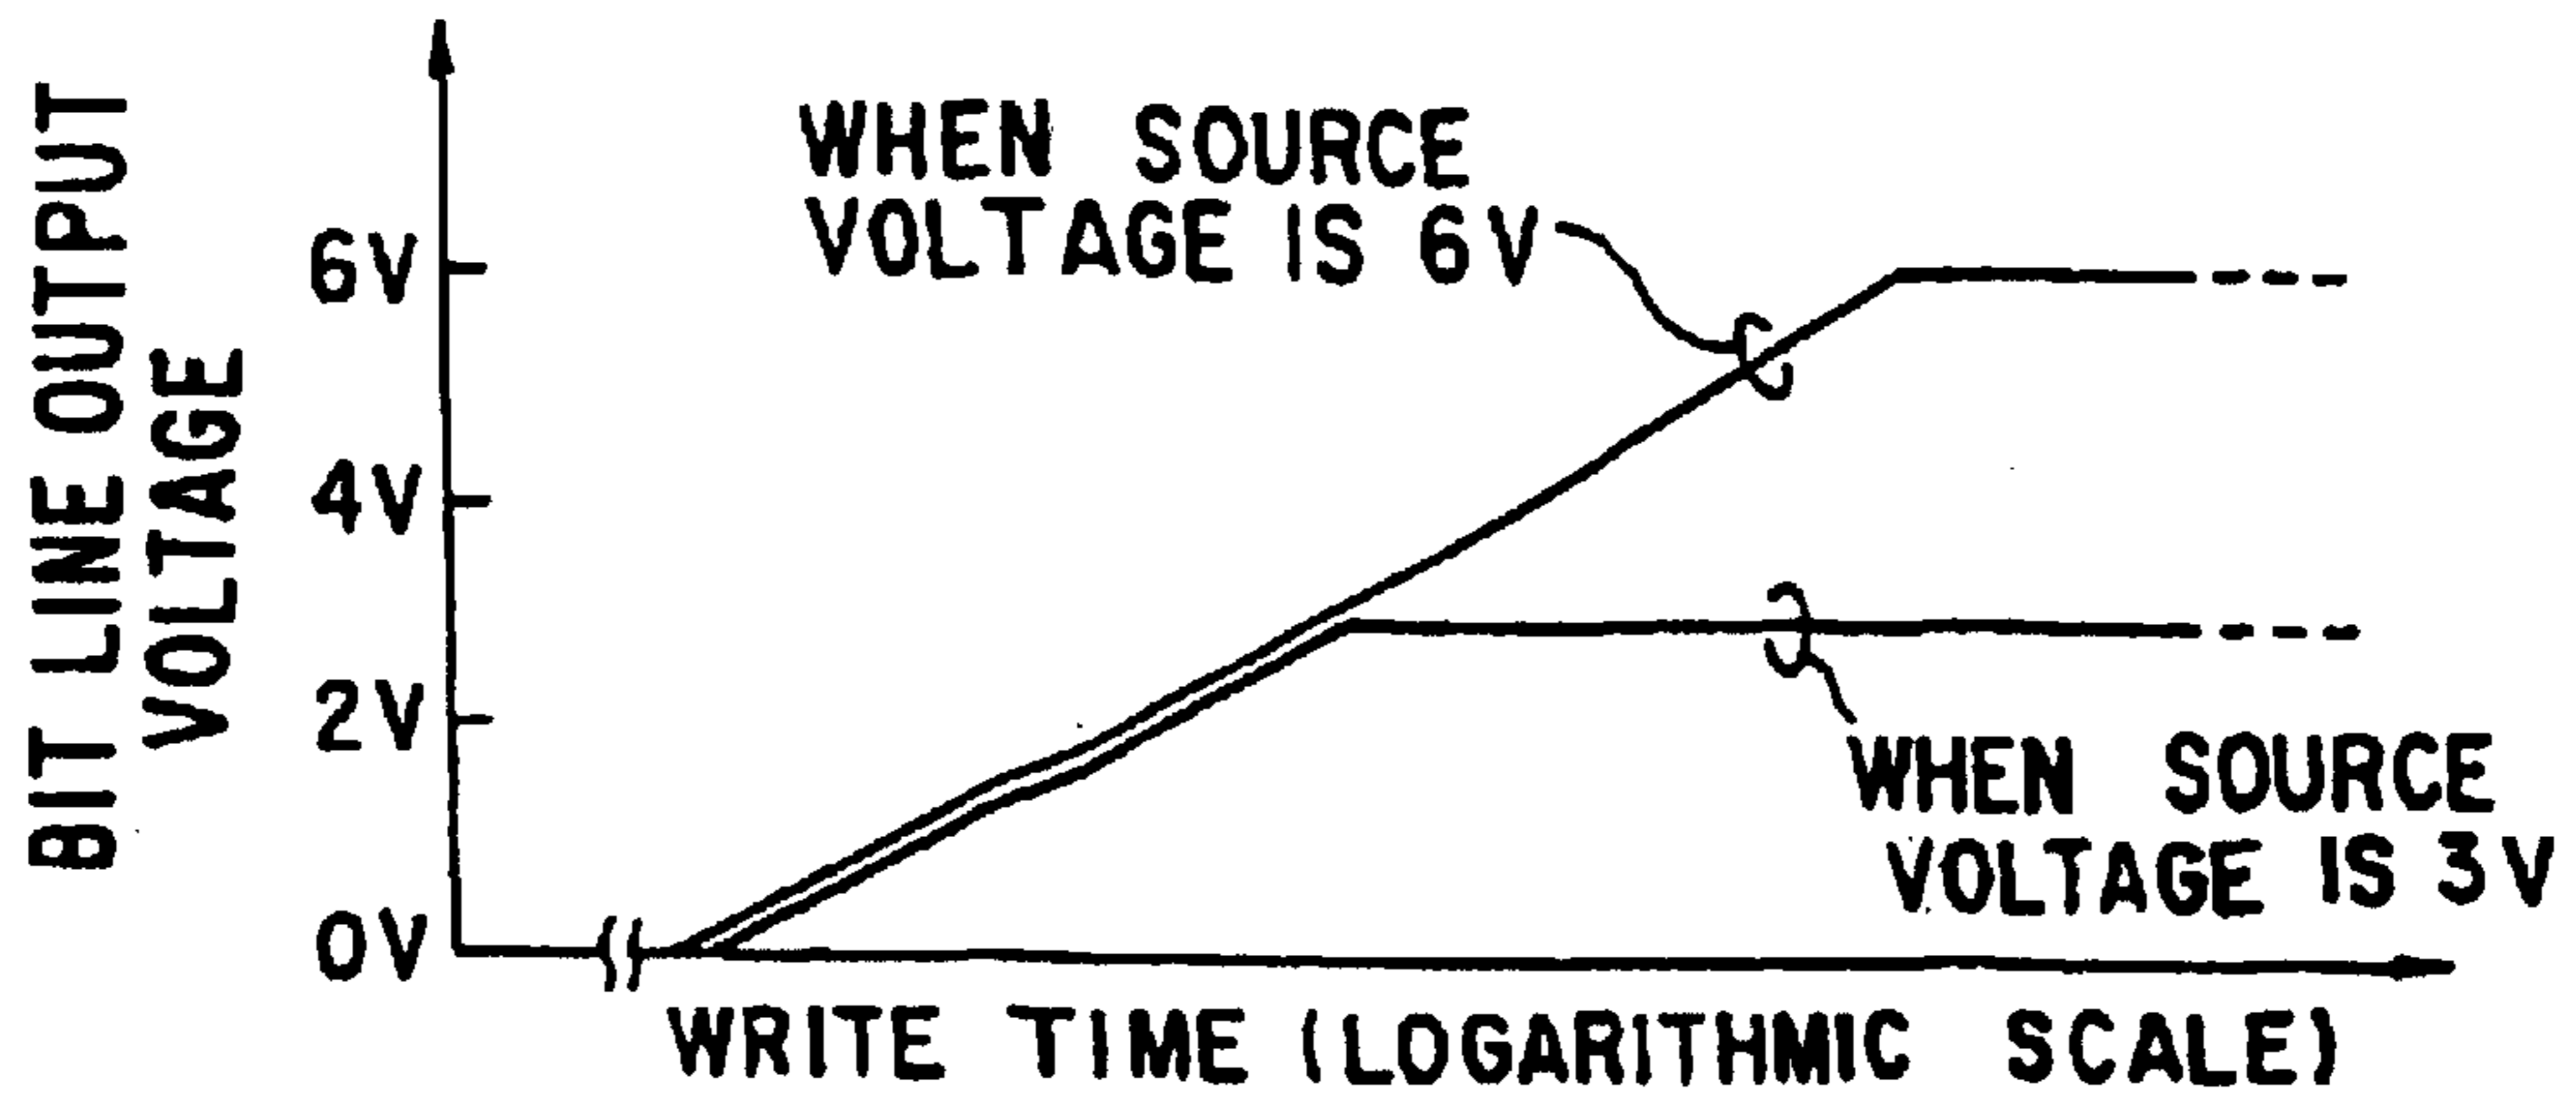 BIT LINE OUTPUT
VOLTAGE
WHEN SOURCE
VOLTAGE IS 6V
6V
4V
2V
0V
WHEN SOURCE
VOLTAGE IS 3V
WRITE TIME (LOGARITHMIC SCALE)